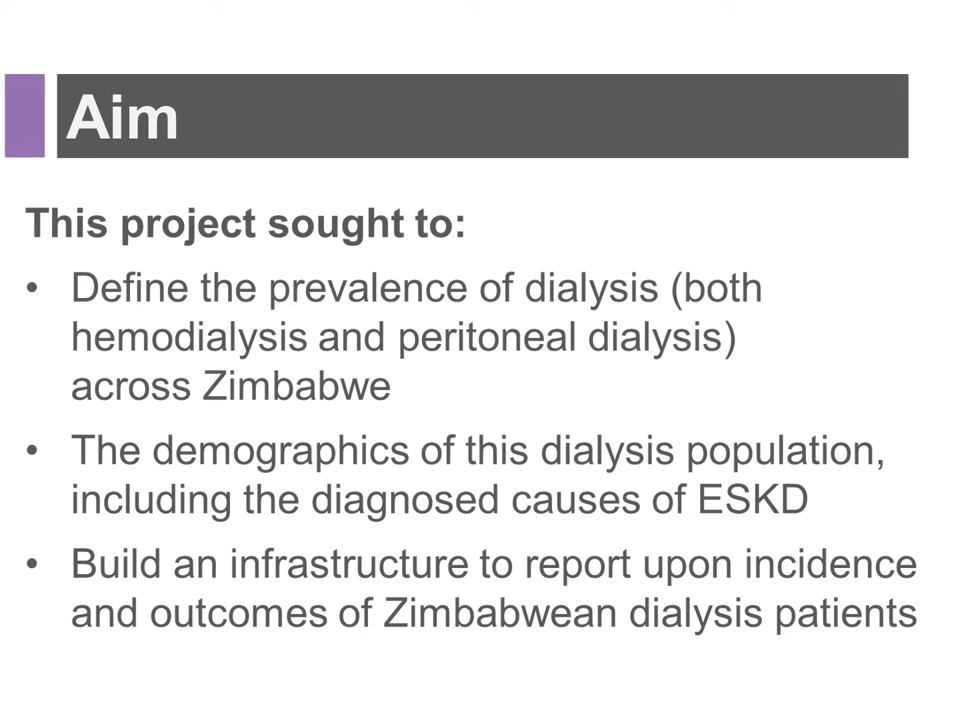 Aim
This project sought to:
• Define the prevalence of dialysis (both
hemodialysis and peritoneal dialysis)
across Zimbabwe
• The demographics of this dialysis population,
including the diagnosed causes of ESKD
• Build an infrastructure to report upon incidence
and outcomes of Zimbabwean dialysis patients